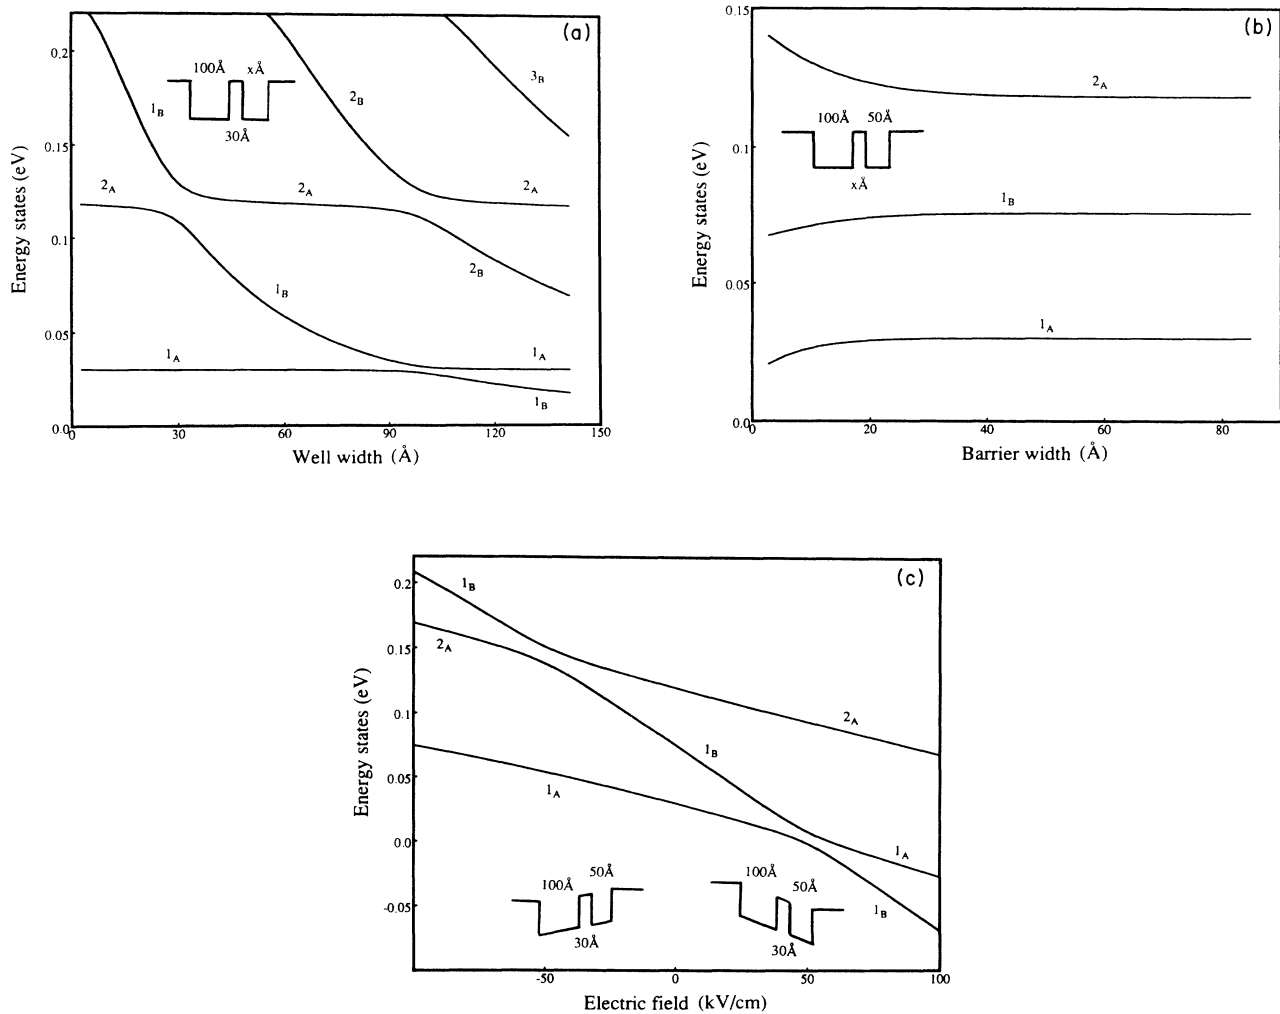 (a)
0.2
0.15
0.1
0.05
0.0
0
30
60
90
120
150
Energy states (eV)
Well width (Å)
100Å
xÅ
30Å
1B
2B
3B
2A
2A
2A
1B
2B
1A
1A
1B
(b)
0.15
0.1
0.05
0.0
0
20
40
60
80
Energy states (eV)
Barrier width (Å)
100Å
50Å
xÅ
2A
1B
1A
(c)
0.2
0.15
0.1
0.05
0.0
-0.05
-50
0
50
100
Energy states (eV)
Electric field (kV/cm)
1B
2A
1A
1B
2A
1A
1B
50Å
100Å
30Å
100Å
50Å
30Å